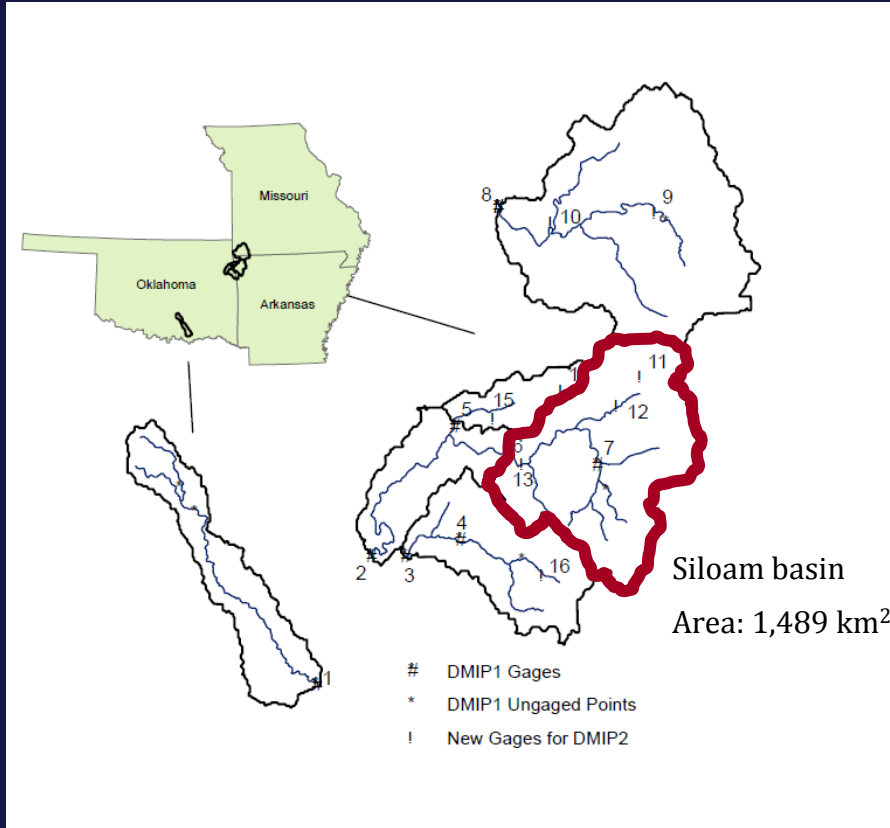 Missouri
Oklahoma
Arkansas
8
9
10
11
12
15
5
7
13
4
16
2
3
1
Siloam basin
Area: 1,489 km²
# DMIP1 Gages
* DMIP1 Ungaged Points
! New Gages for DMIP2